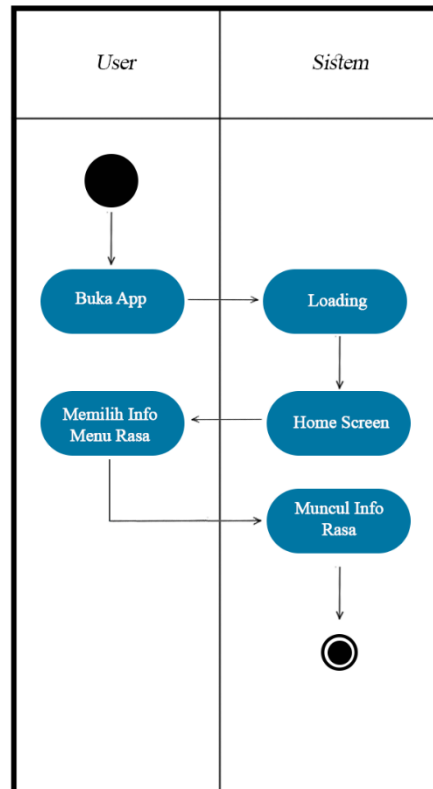 User
Sistem
Buka App
Loading
Memilih Info
Menu Rasa
Home Screen
Muncul Info
Rasa